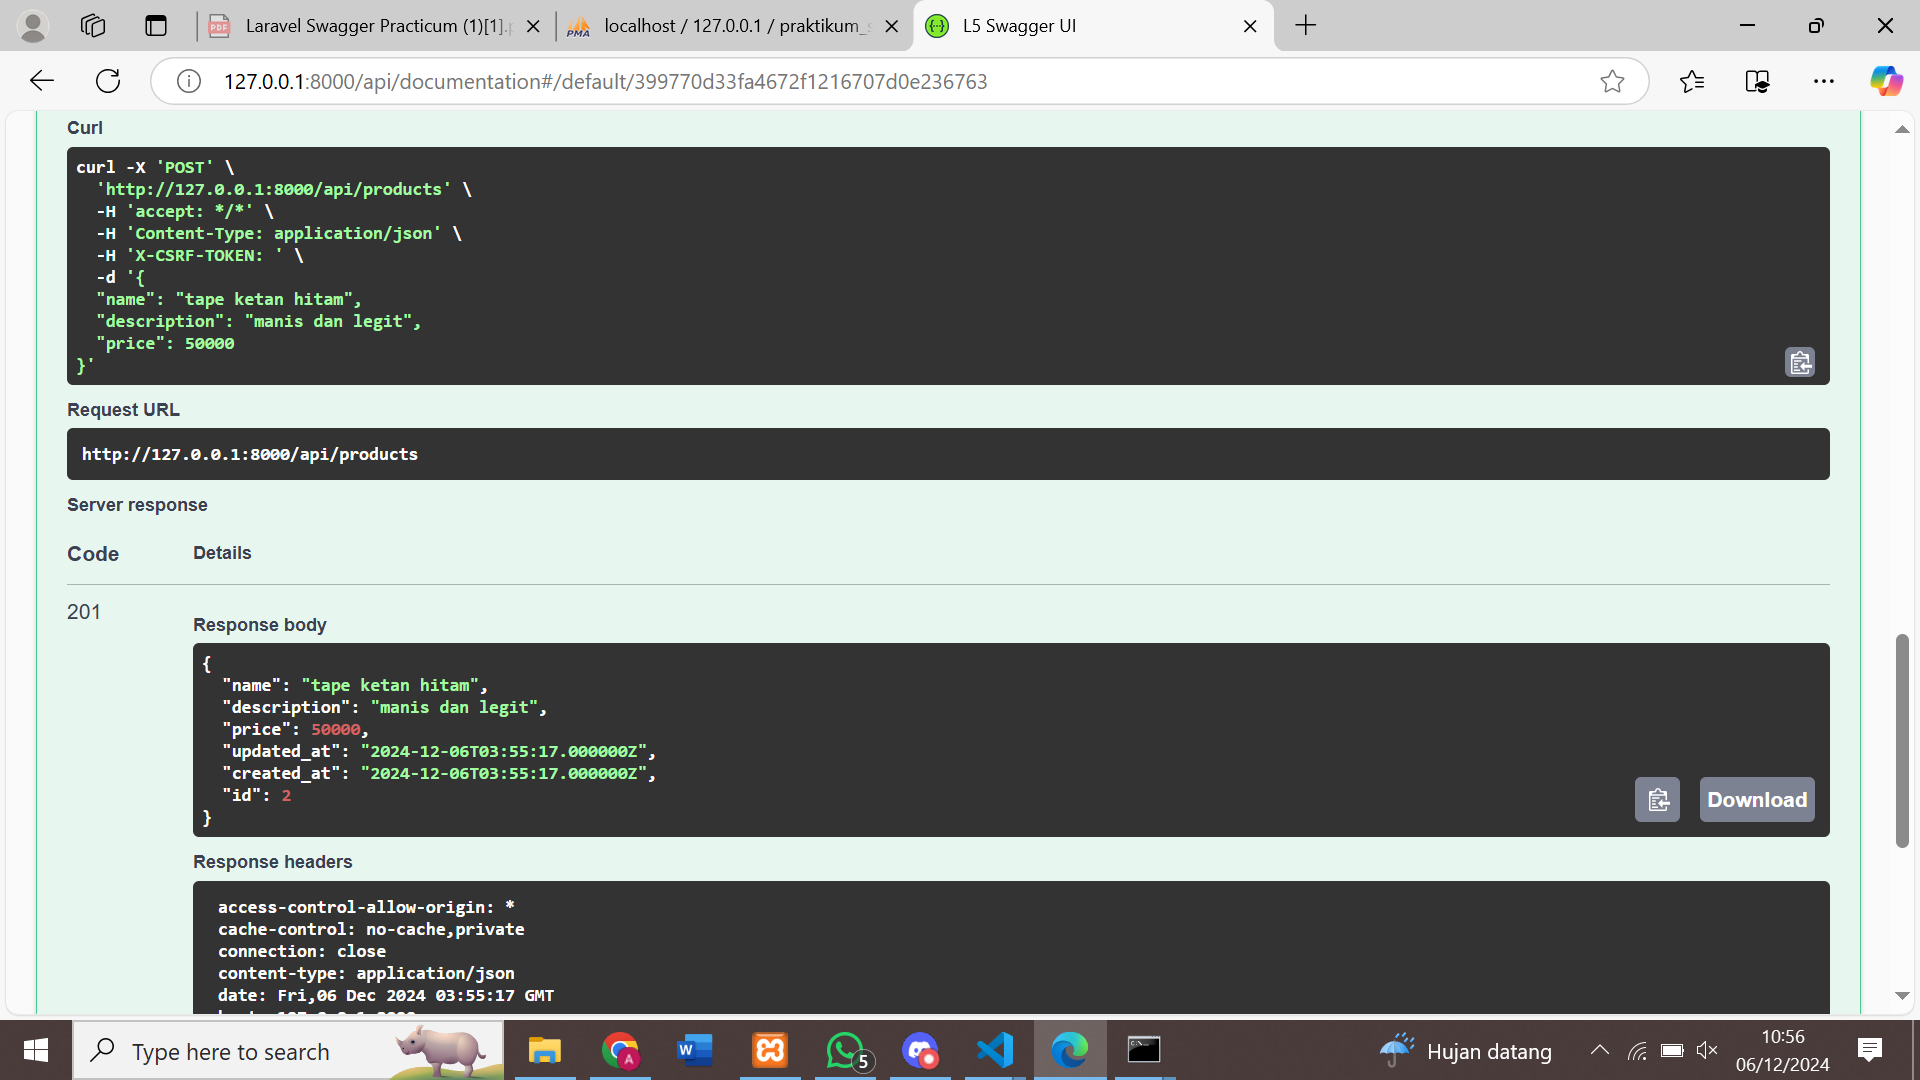 Laravel Swagger Practicum (1)[1].p
localhost / 127.0.0.1 / praktikum_s
L5 Swagger UI
127.0.0.1:8000/api/documentation#/default/399770d33fa4672f1216707d0e236763
Curl
curl -X 'POST' \
'http://127.0.0.1:8000/api/products' \
-H 'accept: */*' \
-H 'Content-Type: application/json' \
-H 'X-CSRF-TOKEN: ' \
-d '{
"name": "tape ketan hitam",
"description": "manis dan legit",
"price": 50000
}'
Request URL
http://127.0.0.1:8000/api/products
Server response
Code Details
201
Response body
{
"name": "tape ketan hitam",
"description": "manis dan legit",
"price": 50000,
"updated_at": "2024-12-06T03:55:17.000000Z",
"created_at": "2024-12-06T03:55:17.000000Z",
"id": 2
}
Download
Response headers
access-control-allow-origin: *
cache-control: no-cache,private
connection: close
content-type: application/json
date: Fri,06 Dec 2024 03:55:17 GMT
Type here to search
5
Hujan datang
10:56
06/12/2024